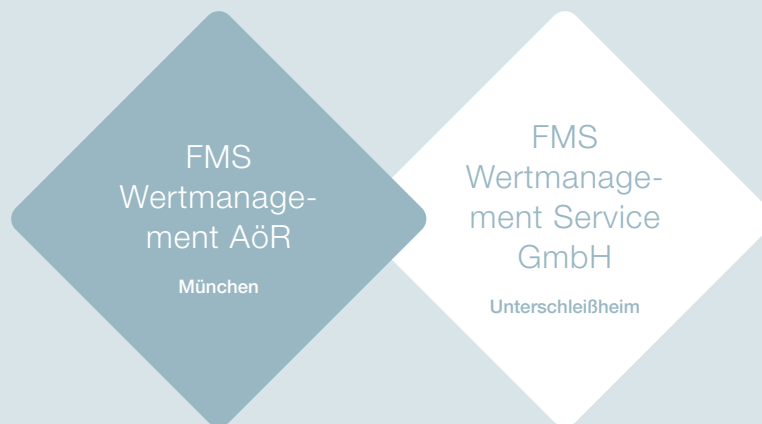 FMS
Wertmanage-
ment AöR
München
FMS
Wertmanage-
ment Service
GmbH
Unterschleißheim